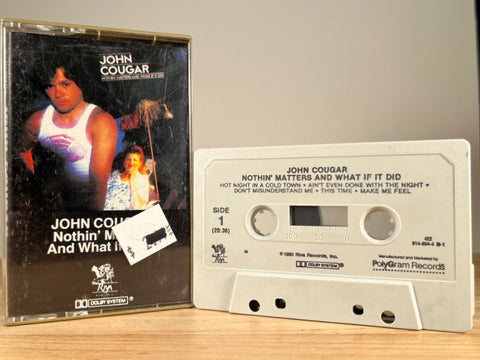 JOHN
COUGAR
NOTHIN' MATTERS AND WHAT IF IT DID
JOHN COUGA
Nothin' M
And What I
Riva
DOLBY SYSTEM
JOHN COUGAR
NOTHIN' MATTERS AND WHAT IF IT DID
HOT NIGHT IN A COLD TOWN • AIN'T EVEN DONE WITH THE NIGHT •
DON'T MISUNDERSTAND ME • THIS TIME • MAKE ME FEEL
SIDE
1
(20:36)
100 50 0
422
814-994-4 M-1
Riva
DOLBY SYSTEM
©1980 Riva Records, Inc.
Manufactured and Marketed by
PolyGram Records